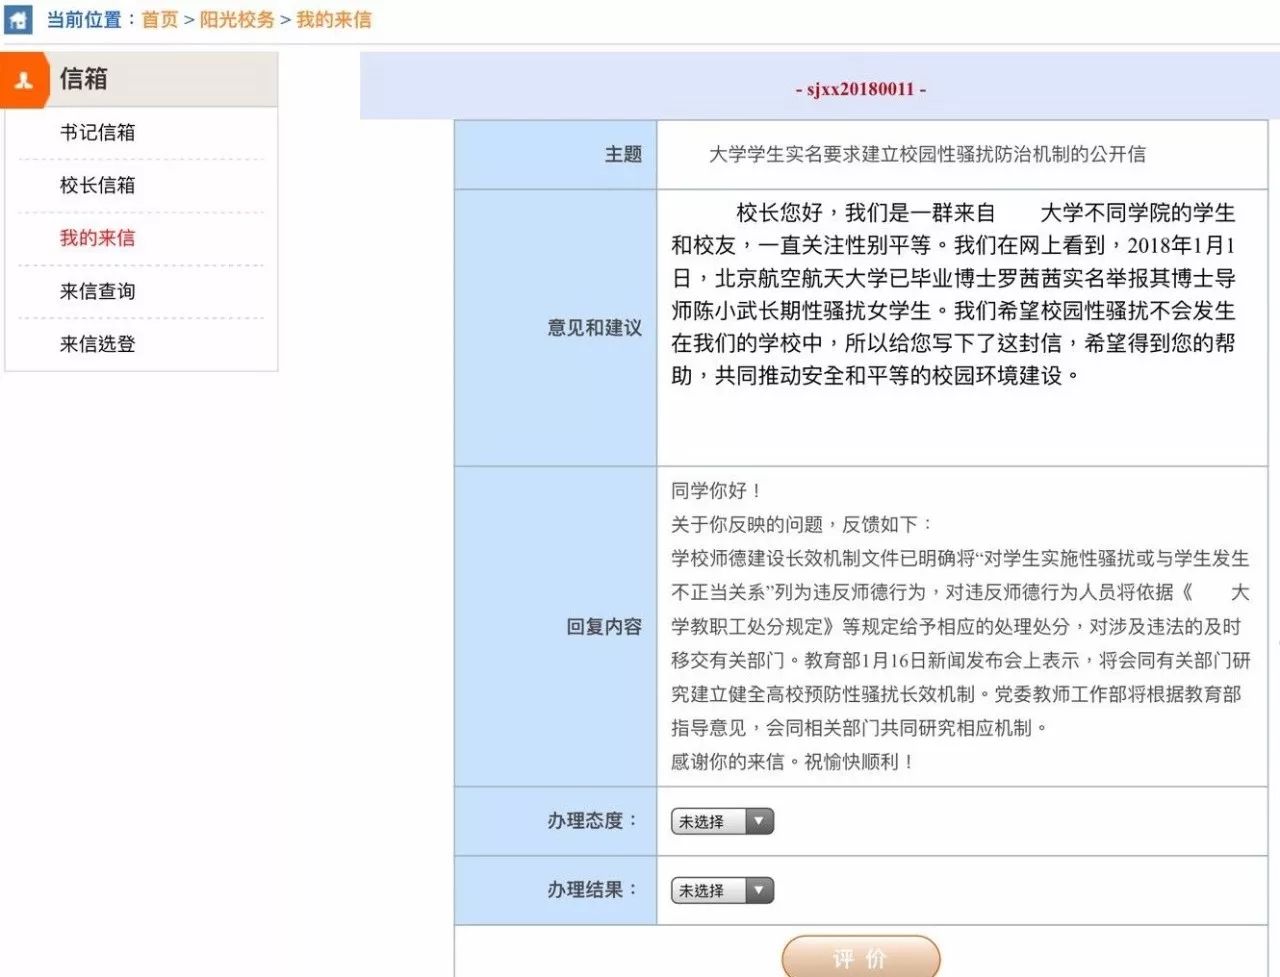 当前位置：首页 > 阳光校务 > 我的来信
信箱
书记信箱
校长信箱
我的来信
来信查询
来信选登
- sjxx20180011 -
主题
大学学生实名要求建立校园性骚扰防治机制的公开信
意见和建议
校长您好，我们是一群来自　　大学不同学院的学生
和校友，一直关注性别平等。我们在网上看到，2018年1月1
日，北京航空航天大学已毕业博士罗茜茜实名举报其博士导
师陈小武长期性骚扰女学生。我们希望校园性骚扰不会发生
在我们的学校中，所以给您写下了这封信，希望得到您的帮
助，共同推动安全和平等的校园环境建设。
回复内容
同学你好！
关于你反映的问题，反馈如下：
学校师德建设长效机制文件已明确将“对学生实施性骚扰或与学生发生
不正当关系”列为违反师德行为，对违反师德行为人员将依据《　　大
学教职工处分规定》等规定给予相应的处理处分，对涉及违法的及时
移交有关部门。教育部1月16日新闻发布会上表示，将会同有关部门研
究建立健全高校预防性骚扰长效机制。党委教师工作部将根据教育部
指导意见，会同相关部门共同研究相应机制。
感谢你的来信。祝愉快顺利！
办理态度：
未选择
办理结果：
未选择
评 价